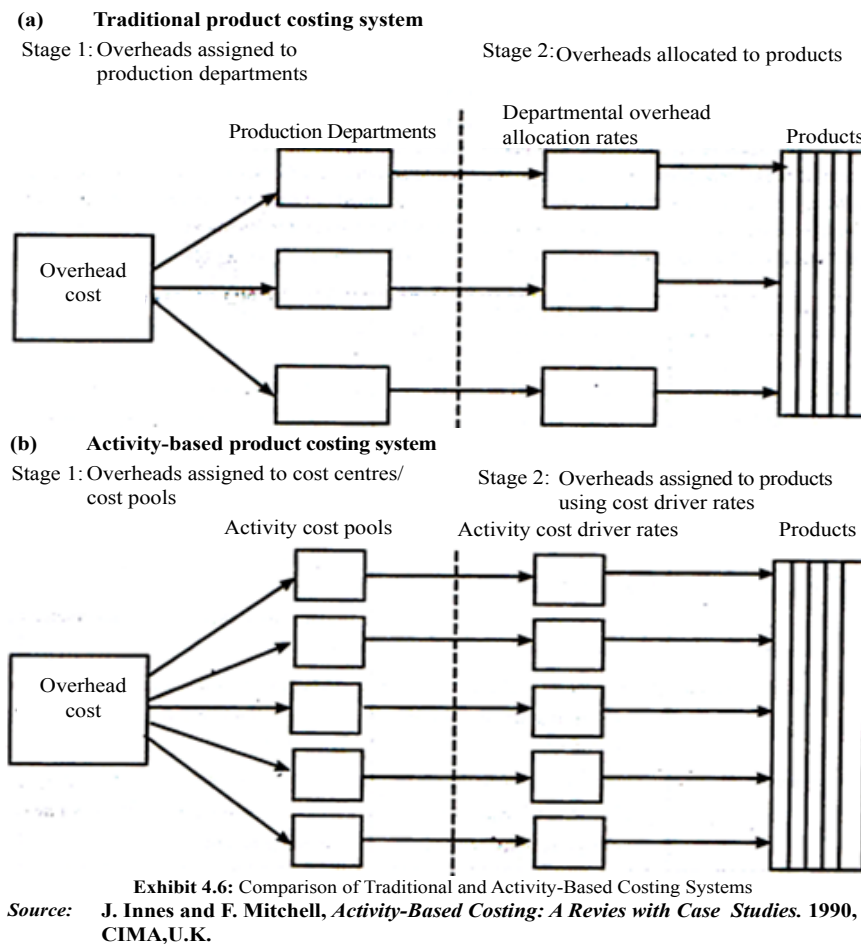 (a) Traditional product costing system
Stage 1: Overheads assigned to
production departments
Stage 2: Overheads allocated to products
Production Departments
Departmental overhead
allocation rates
Products
Overhead
cost
(b) Activity-based product costing system
Stage 1: Overheads assigned to cost centres/
cost pools
Stage 2: Overheads assigned to products
using cost driver rates
Activity cost pools
Activity cost driver rates
Products
Overhead
cost
Exhibit 4.6: Comparison of Traditional and Activity-Based Costing Systems
Source: J. Innes and F. Mitchell, Activity-Based Costing: A Revies with Case Studies. 1990,
CIMA,U.K.